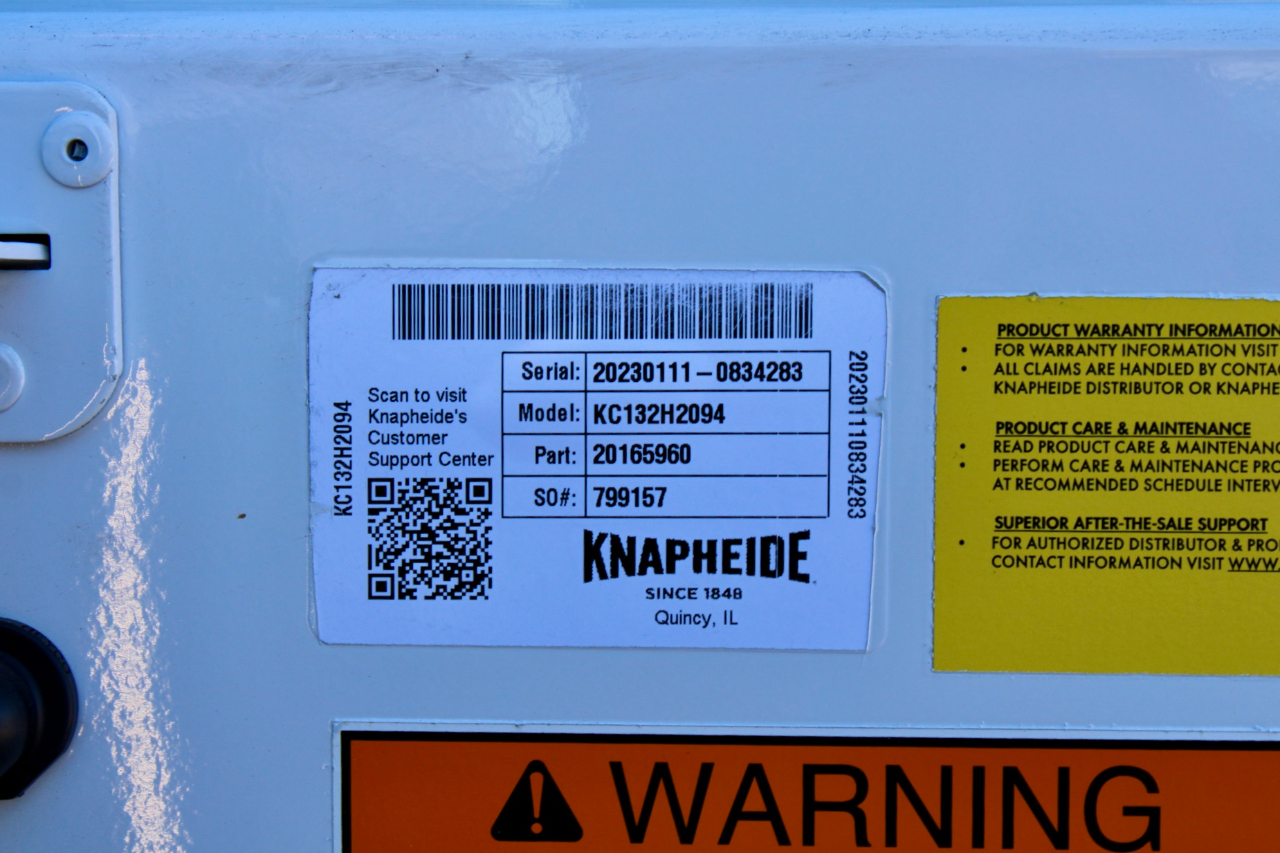 Serial: 20230111 – 0834283
Model: KC132H2094
Part: 20165960
SO#: 799157
Scan to visit
Knapheide's
Customer
Support Center
KC132H2094
202301110834283
KNAPHEIDE
SINCE 1848
Quincy, IL
PRODUCT WARRANTY INFORMATION
• FOR WARRANTY INFORMATION VISIT
• ALL CLAIMS ARE HANDLED BY
KNAPHEIDE DISTRIBUTOR OR
PRODUCT CARE & MAINTENANCE
• READ PRODUCT CARE &
• PERFORM CARE & MAINTENANCE
AT RECOMMENDED SCHEDULE
SUPERIOR AFTER-THE-SALE SUPPORT
• FOR AUTHORIZED DISTRIBUTOR &
CONTACT INFORMATION VISIT WWW.
WARNING